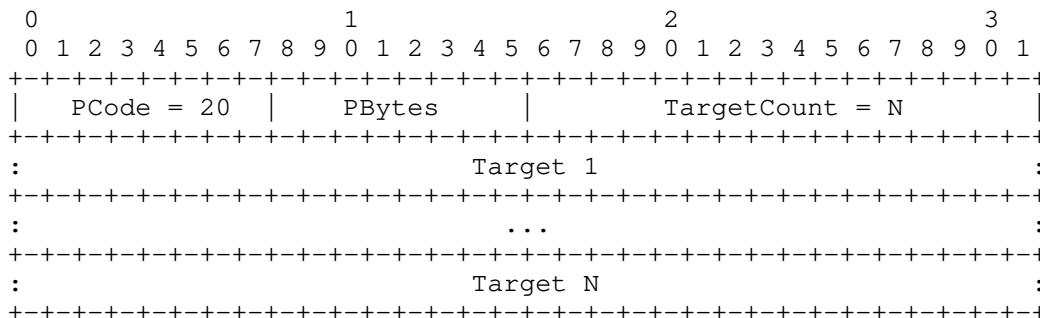 0                   1                   2                   3
 0 1 2 3 4 5 6 7 8 9 0 1 2 3 4 5 6 7 8 9 0 1 2 3 4 5 6 7 8 9 0 1
+-+-+-+-+-+-+-+-+-+-+-+-+-+-+-+-+-+-+-+-+-+-+-+-+-+-+-+-+-+-+-+-+
|   PCode = 20  |    PBytes     |        TargetCount = N        |
+-+-+-+-+-+-+-+-+-+-+-+-+-+-+-+-+-+-+-+-+-+-+-+-+-+-+-+-+-+-+-+-+
:                            Target 1                           :
+-+-+-+-+-+-+-+-+-+-+-+-+-+-+-+-+-+-+-+-+-+-+-+-+-+-+-+-+-+-+-+-+
:                              ...                              :
+-+-+-+-+-+-+-+-+-+-+-+-+-+-+-+-+-+-+-+-+-+-+-+-+-+-+-+-+-+-+-+-+
:                            Target N                           :
+-+-+-+-+-+-+-+-+-+-+-+-+-+-+-+-+-+-+-+-+-+-+-+-+-+-+-+-+-+-+-+-+